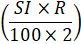 (SI × R / 100 × 2)